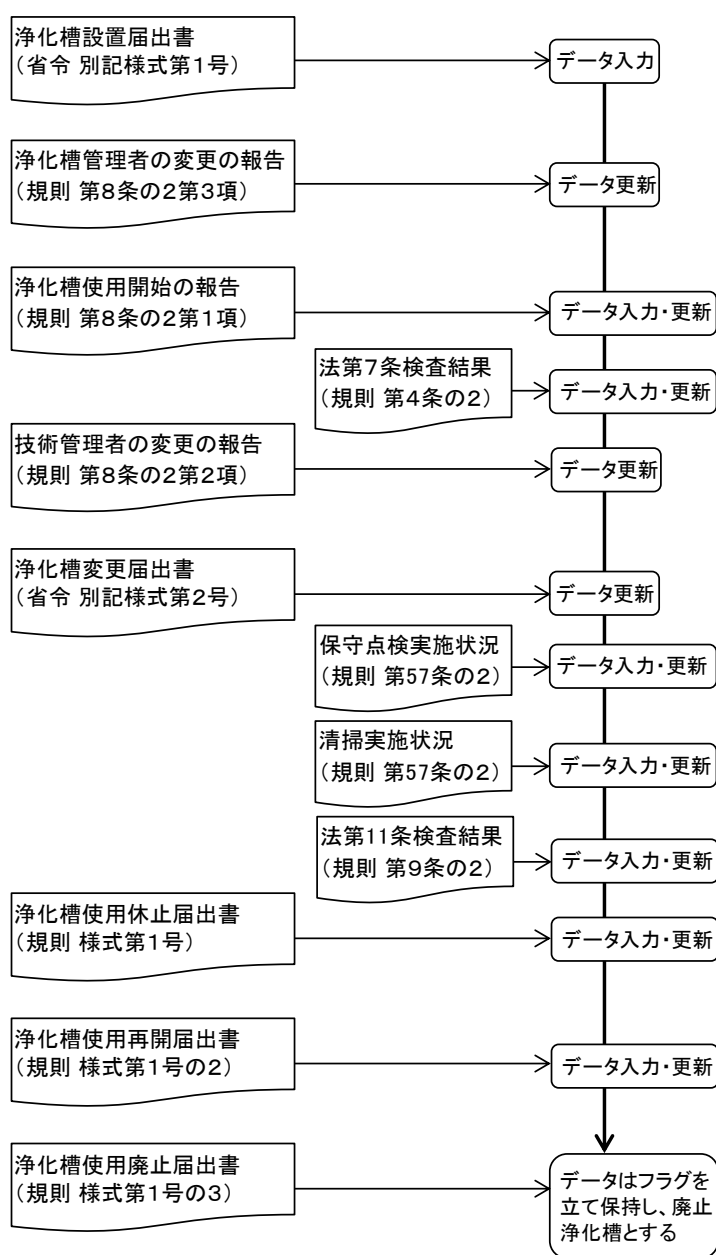 浄化槽設置届出書
（省令 別記様式第１号）
データ入力
浄化槽管理者の変更の報告
（規則 第８条の２第３項）
データ更新
浄化槽使用開始の報告
（規則 第８条の２第１項）
データ入力・更新
法第７条検査結果
（規則 第４条の２）
データ入力・更新
技術管理者の変更の報告
（規則 第８条の２第２項）
データ更新
浄化槽変更届出書
（省令 別記様式第２号）
データ更新
保守点検実施状況
（規則 第57条の２）
データ入力・更新
清掃実施状況
（規則 第57条の２）
データ入力・更新
法第11条検査結果
（規則 第９条の２）
データ入力・更新
浄化槽使用休止届出書
（規則 様式第１号）
データ入力・更新
浄化槽使用再開届出書
（規則 様式第１号の２）
データ入力・更新
浄化槽使用廃止届出書
（規則 様式第１号の３）
データはフラグを
立て保持し、廃止
浄化槽とする